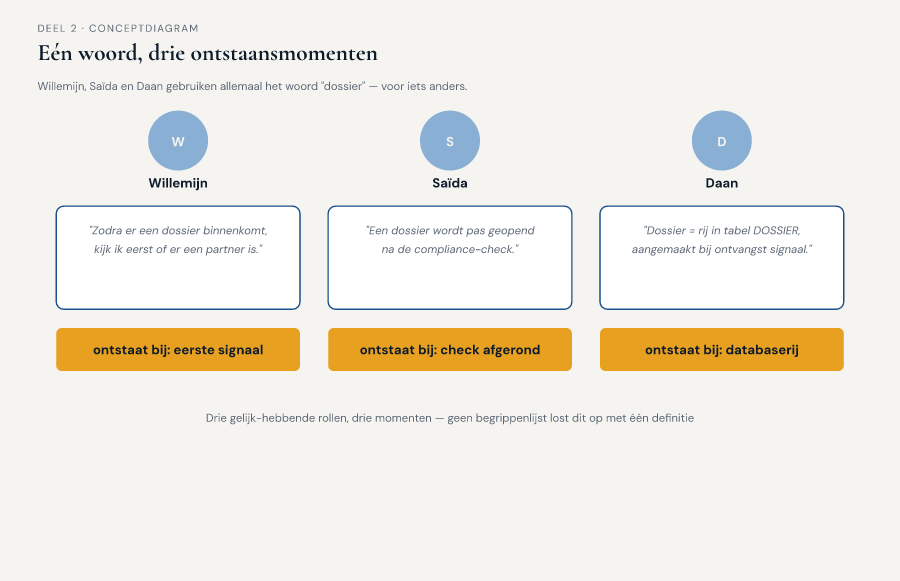 DEEL 2 · CONCEPTDIAGRAM
Eén woord, drie ontstaansmomenten
Willemijn, Saïda en Daan gebruiken allemaal het woord "dossier" — voor iets anders.
W
S
D
Willemijn
Saïda
Daan
"Zodra er een dossier binnenkomt,
kijk ik eerst of er een partner is."
"Een dossier wordt pas geopend
na de compliance-check."
"Dossier = rij in tabel DOSSIER,
aangemaakt bij ontvangst signaal."
ontstaat bij: eerste signaal
ontstaat bij: check afgerond
ontstaat bij: databaserij
Drie gelijk-hebbende rollen, drie momenten — geen begrippenlijst lost dit op met één definitie